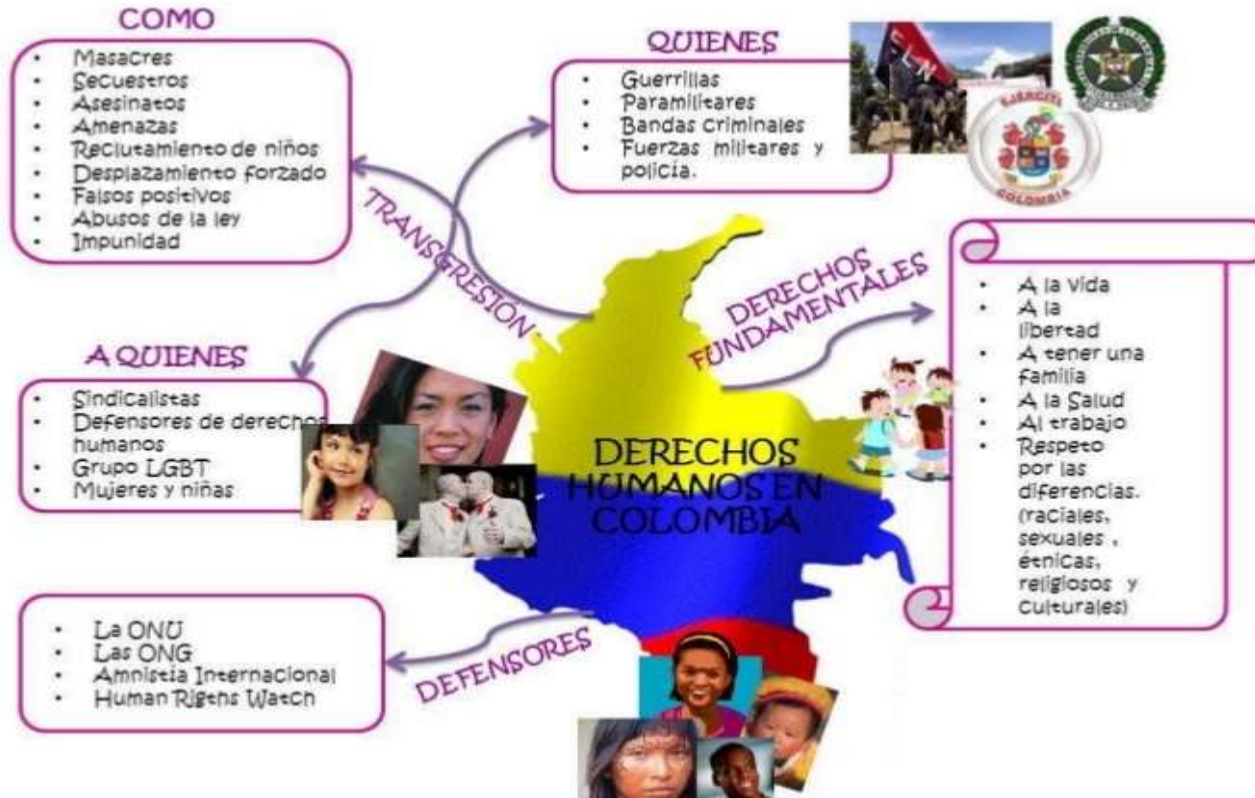 COMO
Masacres
Secuestros
Asesinatos
Amenazas
Reclutamiento de niños
Desplazamiento forzado
Falsos positivos
Abusos de la ley
Impunidad
QUIENES
Guerrillas
Paramilitares
Bandas criminales
Fuerzas militares y
policía.
ELN
EJÉRCITO
COLOMBIA
TRANSGRESIÓN
DERECHOS
FUNDAMENTALES
A la vida
A la
libertad
A tener una
familia
A la Salud
Al trabajo
Respeto
por las
diferencias.
(raciales,
sexuales ,
étnicas,
religiosos y
culturales)
A QUIENES
Sindicalistas
Defensores de derechos
humanos
Grupo LGBT
Mujeres y niñas
DERECHOS
HUMANOS EN
COLOMBIA
DEFENSORES
La ONU
Las ONG
Amnistía Internacional
Human Rigths Watch